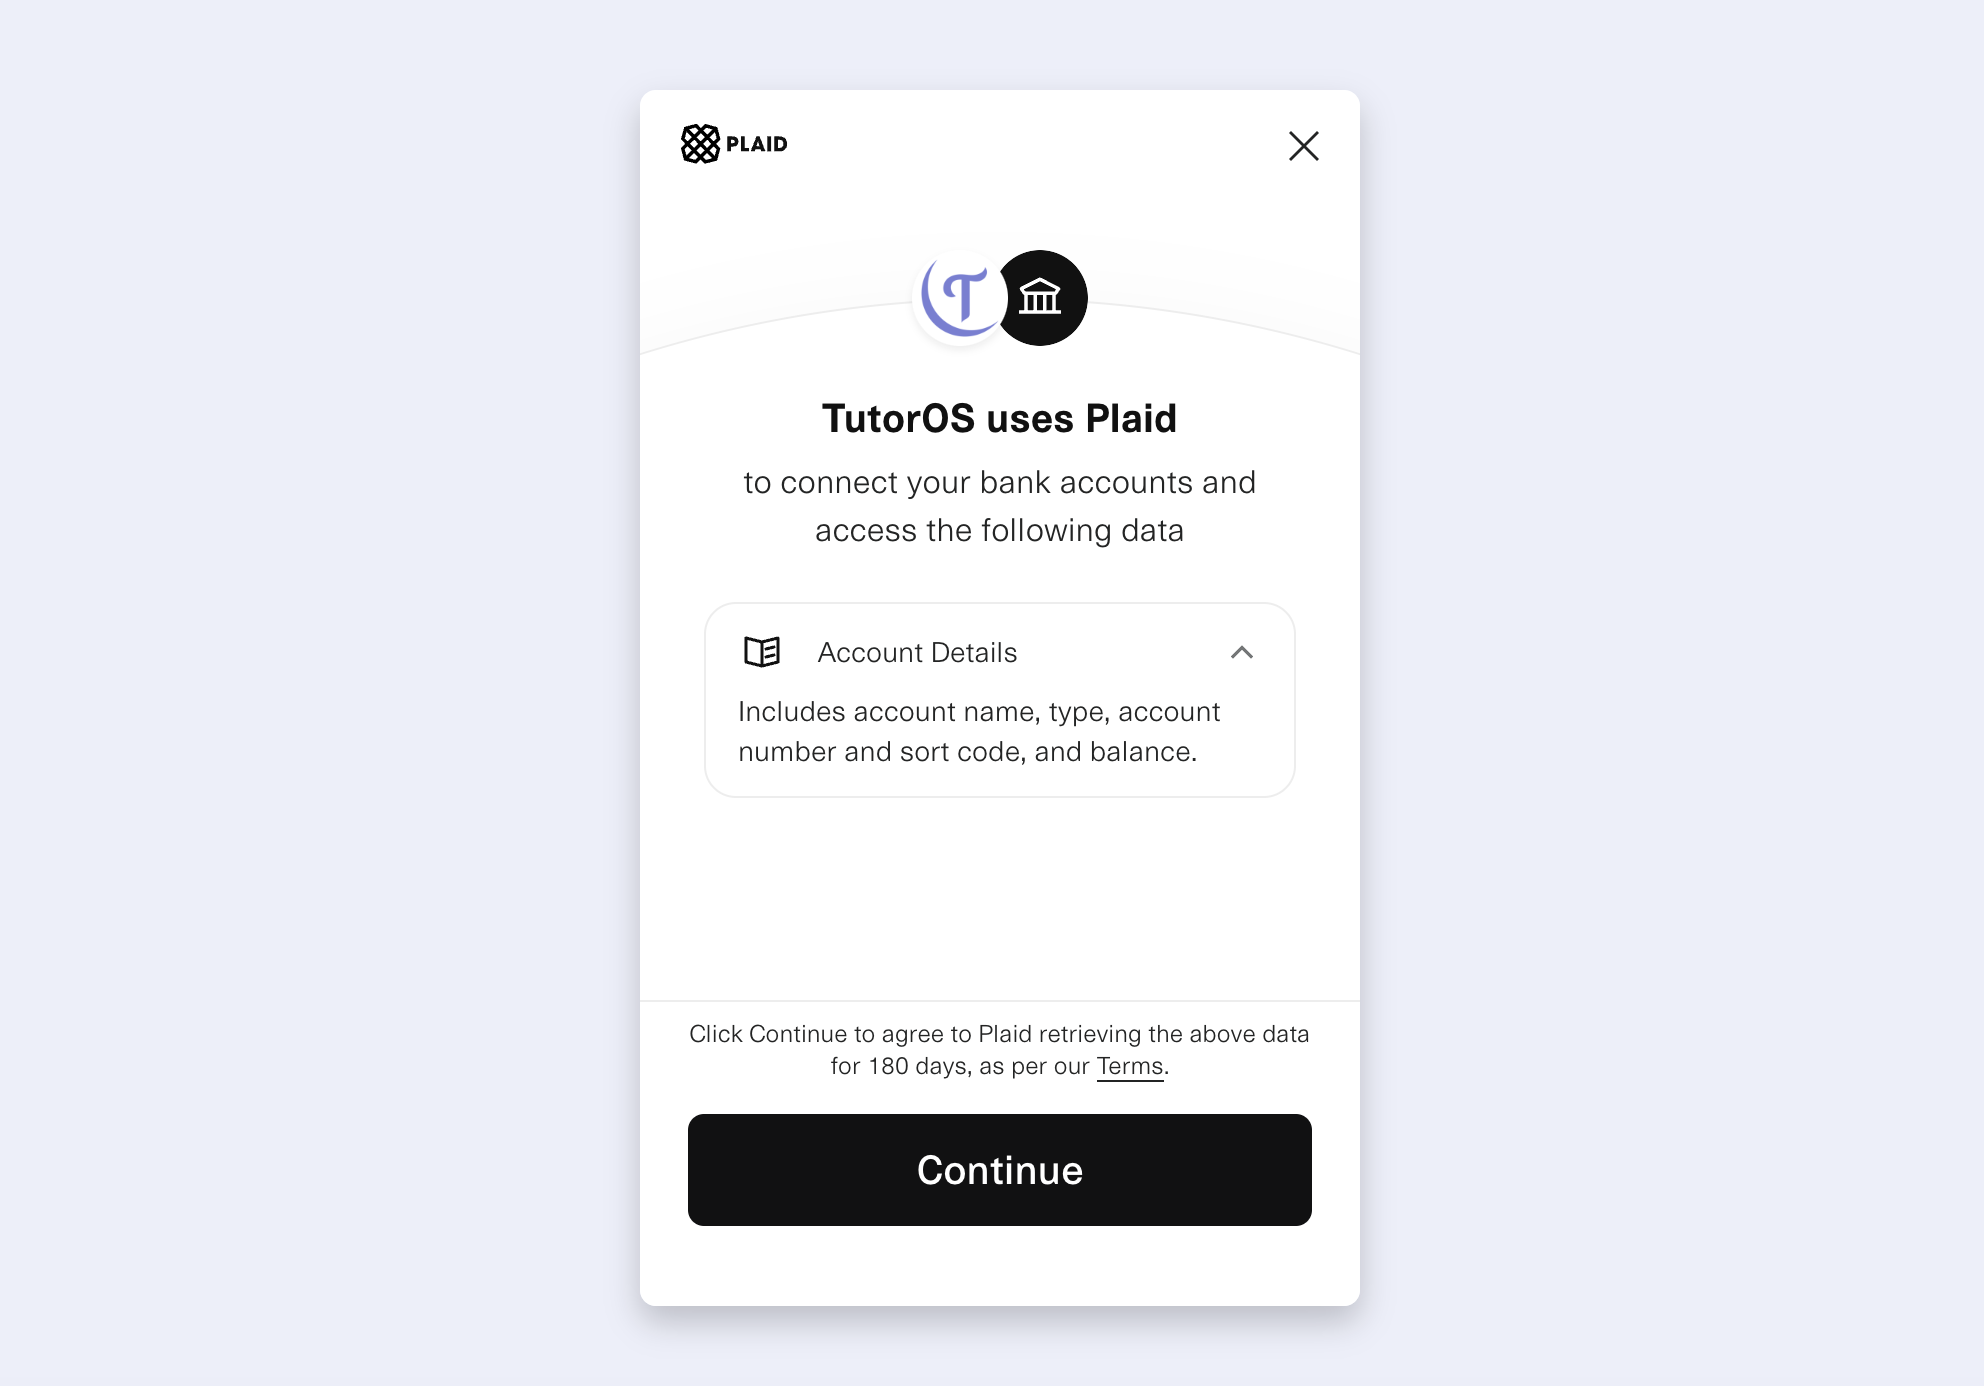 PLAID
T
TutorOS uses Plaid
to connect your bank accounts and
access the following data
Account Details
Includes account name, type, account
number and sort code, and balance.
Click Continue to agree to Plaid retrieving the above data
for 180 days, as per our Terms.
Continue